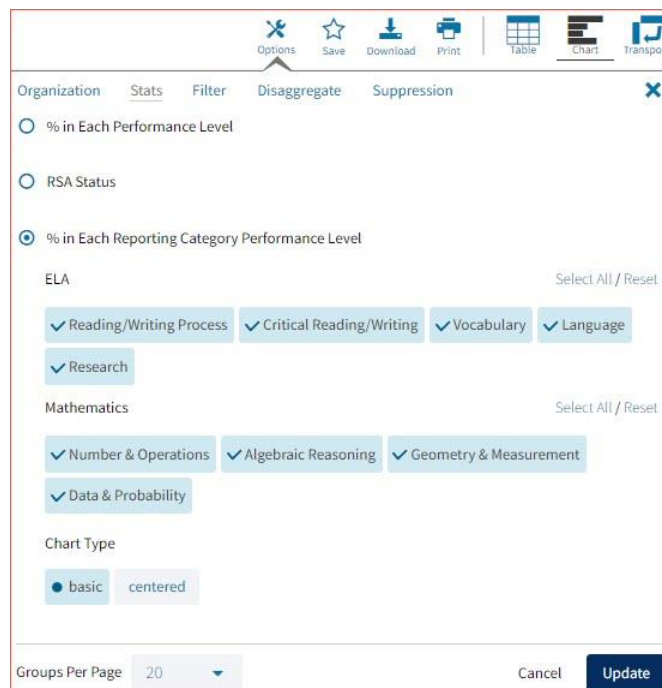 Options Save Download Print Table Chart Transpo
Organization Stats Filter Disaggregate Suppression
% in Each Performance Level
RSA Status
% in Each Reporting Category Performance Level
ELA Select All / Reset
Reading/Writing Process Critical Reading/Writing Vocabulary Language
Research
Mathematics Select All / Reset
Number & Operations Algebraic Reasoning Geometry & Measurement
Data & Probability
Chart Type
basic centered
Groups Per Page 20 Cancel Update